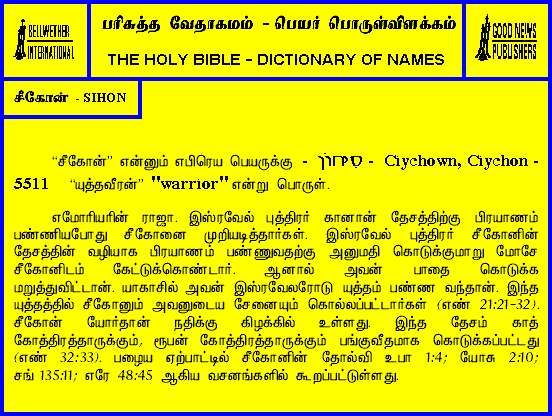 BELLWETHER
INTERNATIONAL
பரிசுத்த வேதாகமம் - பெயர் பொருள்விளக்கம்
THE HOLY BIBLE - DICTIONARY OF NAMES
GOOD NEWS
PUBLISHERS
சீகோன் - SIHON
“சீகோன்” என்னும் எபிரெய பெயருக்கு - סִיחוֹן - Ciychown, Ciychon -
5511 “யுத்தவீரன்” "warrior" என்று பொருள்.
எமோரியரின் ராஜா. இஸ்ரவேல் புத்திரர் கானான் தேசத்திற்கு பிரயாணம்
பண்ணியபோது சீகோனை முறியடித்தார்கள். இஸ்ரவேல் புத்திரர் சீகோனின்
தேசத்தின் வழியாக பிரயாணம் பண்ணுவதற்கு அனுமதி கொடுக்குமாறு மோசே
சீகோனிடம் கேட்டுக்கொண்டார். ஆனால் அவன் பாதை கொடுக்க
மறுத்துவிட்டான். யாகாசில் அவன் இஸ்ரவேலரோடு யுத்தம் பண்ண வந்தான். இந்த
யுத்தத்தில் சீகோனும் அவனுடைய சேனையும் கொல்லப்பட்டார்கள் (எண் 21:21-32).
சீகோன் யோர்தான் நதிக்கு கிழக்கில் உள்ளது. இந்த தேசம் காத்
கோத்திரத்தாருக்கும், ரூபன் கோத்திரத்தாருக்கும் பங்குவீதமாக கொடுக்கப்பட்டது
(எண் 32:33). பழைய ஏற்பாட்டில் சீகோனின் தோல்வி உபா 1:4; யோசு 2:10;
சங் 135:11; எரே 48:45 ஆகிய வசனங்களில் கூறப்பட்டுள்ளது.